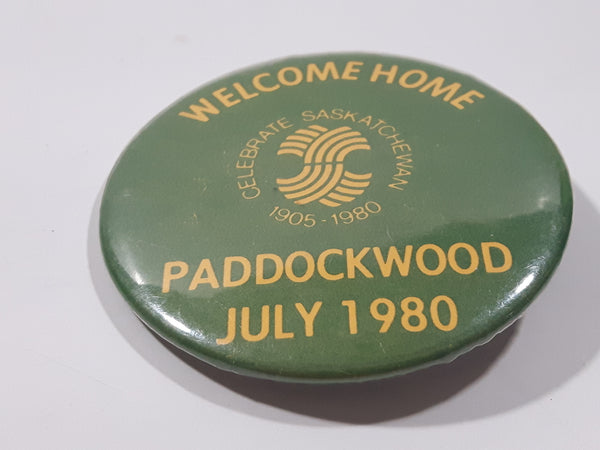 WELCOME HOME
CELEBRATE SASKATCHEWAN
1905 - 1980
PADDOCKWOOD
JULY 1980